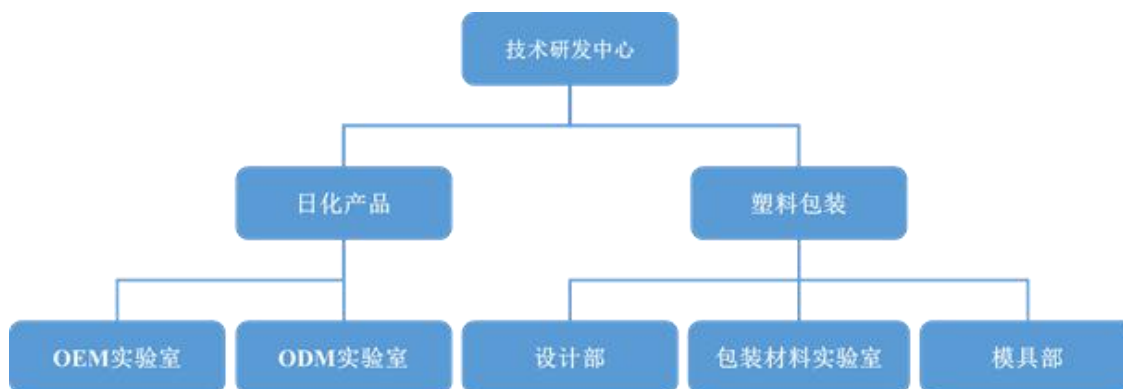 技术研发中心
日化产品
塑料包装
OEM实验室
ODM实验室
设计部
包装材料实验室
模具部